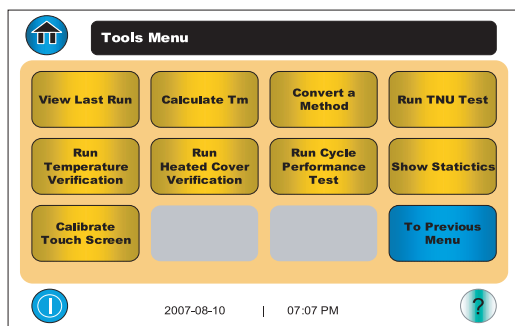 Tools Menu
View Last Run
Calculate Tm
Convert a
Method
Run TNU Test
Run
Temperature
Verification
Run
Heated Cover
Verification
Run Cycle
Performance
Test
Show Statictics
Calibrate
Touch Screen
To Previous
Menu
2007-08-10 | 07:07 PM
?